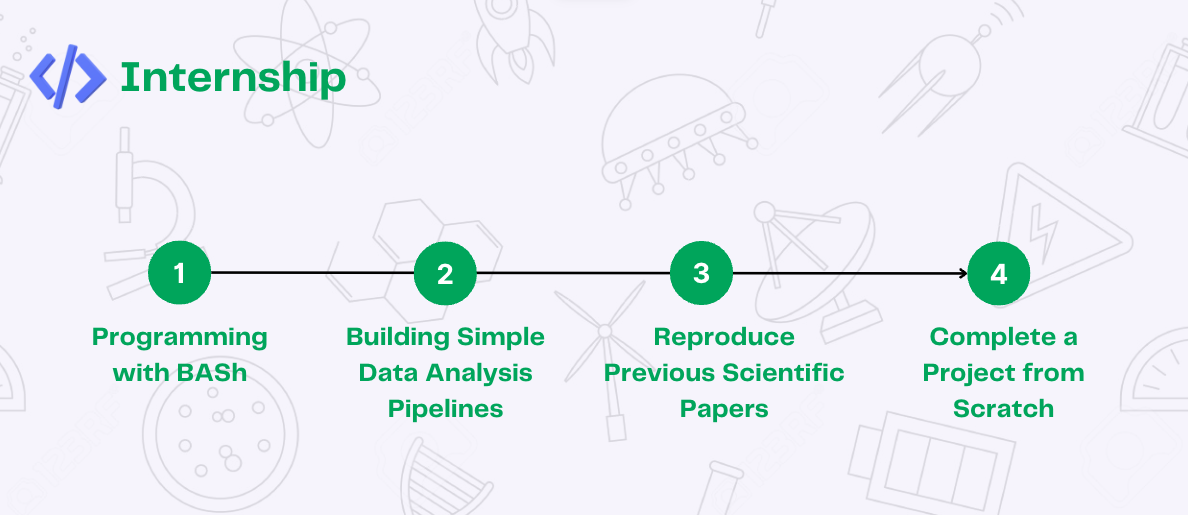 Internship
1
2
3
4
Programming
with BASh
Building Simple
Data Analysis
Pipelines
Reproduce
Previous Scientific
Papers
Complete a
Project from
Scratch